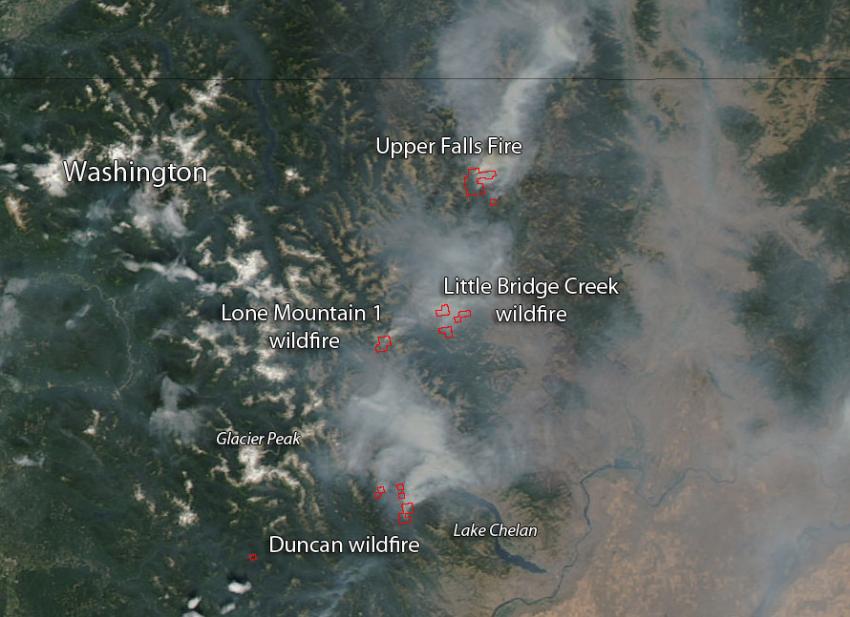 Upper Falls Fire
Washington
Little Bridge Creek
wildfire
Lone Mountain 1
wildfire
Glacier Peak
Lake Chelan
Duncan wildfire